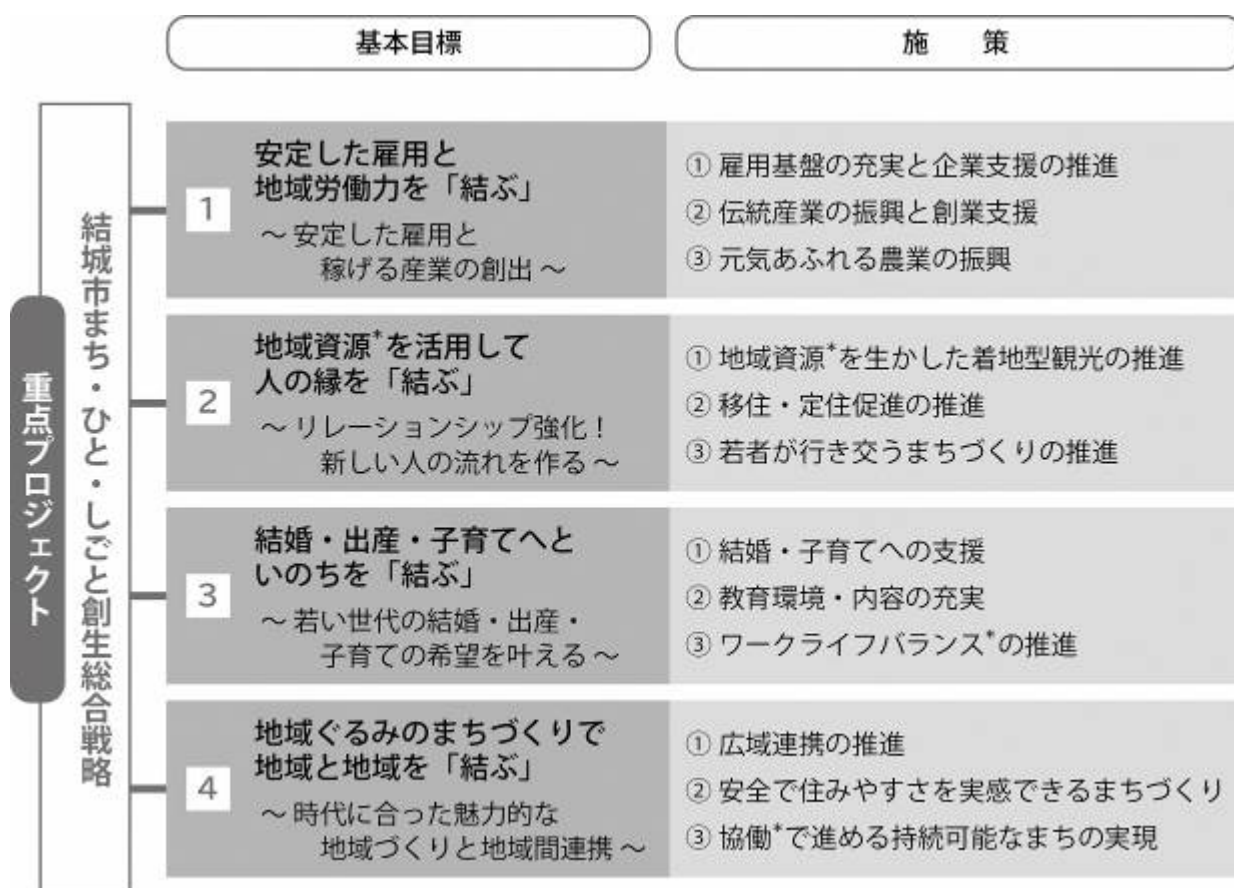 基本目標
施　策
重点プロジェクト
結城市まち・ひと・しごと創生総合戦略
1
安定した雇用と
地域労働力を「結ぶ」
～安定した雇用と
稼げる産業の創出～
① 雇用基盤の充実と企業支援の推進
② 伝統産業の振興と創業支援
③ 元気あふれる農業の振興
2
地域資源*を活用して
人の縁を「結ぶ」
～リレーションシップ強化！
新しい人の流れを作る～
① 地域資源*を生かした着地型観光の推進
② 移住・定住促進の推進
③ 若者が行き交うまちづくりの推進
3
結婚・出産・子育てへと
いのちを「結ぶ」
～若い世代の結婚・出産・
子育ての希望を叶える～
① 結婚・子育てへの支援
② 教育環境・内容の充実
③ ワークライフバランス*の推進
4
地域ぐるみのまちづくりで
地域と地域を「結ぶ」
～時代に合った魅力的な
地域づくりと地域間連携～
① 広域連携の推進
② 安全で住みやすさを実感できるまちづくり
③ 協働*で進める持続可能なまちの実現